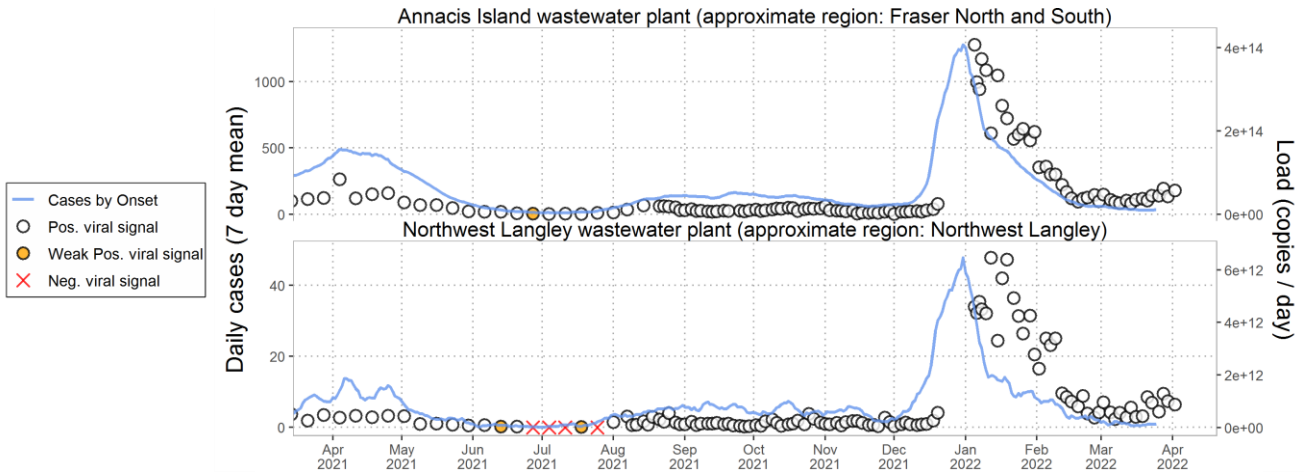 Annacis Island wastewater plant (approximate region: Fraser North and South)
1000
500
0
4e+14
2e+14
0e+00
Northwest Langley wastewater plant (approximate region: Northwest Langley)
40
20
0
6e+12
4e+12
2e+12
0e+00
Daily cases (7 day mean)
Load (copies / day)
Cases by Onset
Pos. viral signal
Weak Pos. viral signal
Neg. viral signal
Apr May Jun Jul Aug Sep Oct Nov Dec Jan Feb Mar Apr
2021 2021 2021 2021 2021 2021 2021 2021 2021 2022 2022 2022 2022